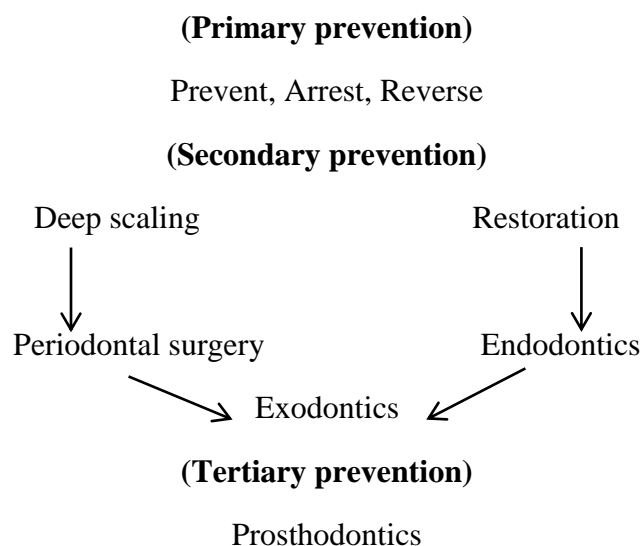 (Primary prevention)
Prevent, Arrest, Reverse
(Secondary prevention)
Deep scaling Restoration
Periodontal surgery Endodontics
Exodontics
(Tertiary prevention)
Prosthodontics